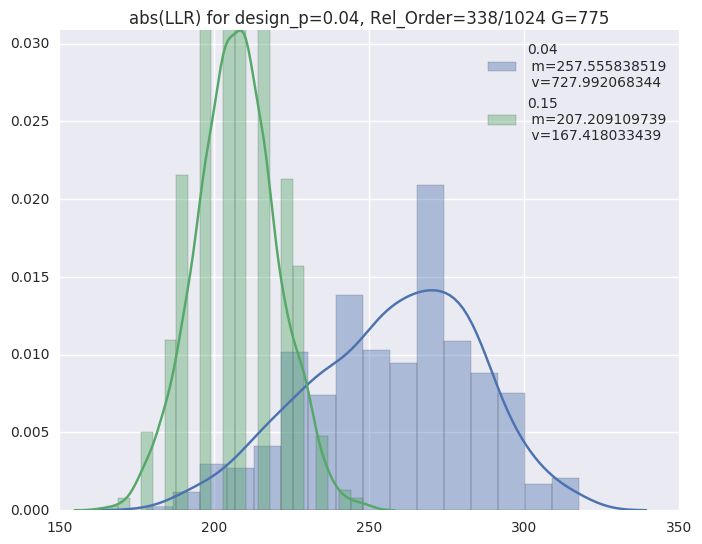 abs(LLR) for design_p=0.04, Rel_Order=338/1024 G=775
0.04
m=257.555838519
v=727.992068344
0.15
m=207.209109739
v=167.418033439
0.030
0.025
0.020
0.015
0.010
0.005
0.000
150
200
250
300
350